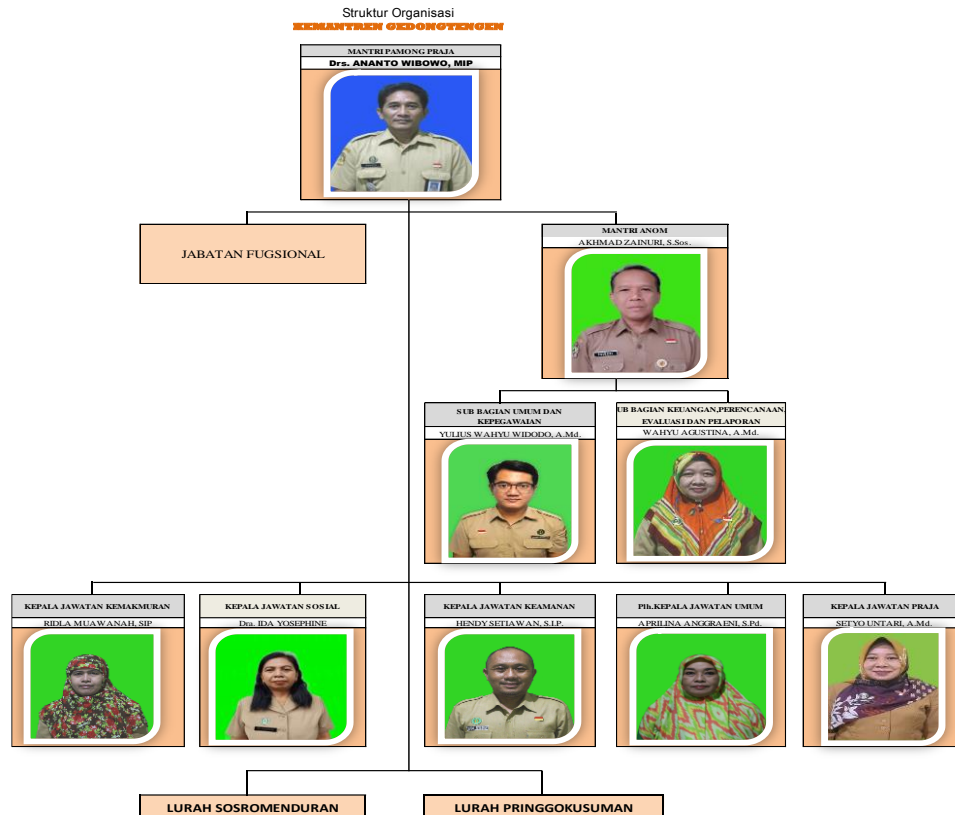 Struktur Organisasi
KEMANTREN GEDONGTENGEN
MANTRI PAMONG PRAJA
Drs. ANANTO WIBOWO, MIP
JABATAN FUGSIONAL
MANTRI ANOM
AKHMAD ZAINURI, S.Sos.
SUB BAGIAN UMUM DAN
KEPEGAWAIAN
YULIUS WAHYU WIDODO, A.Md.
UB BAGIAN KEUANGAN,PERENCANAAN,
EVALUASI DAN PELAPORAN
WAHYU AGUSTINA, A.Md.
KEPALA JAWATAN KEMAKMURAN
RIDLA MUAWANAH, SIP
KEPALA JAWATAN SOSIAL
Dra. IDA YOSEPHINE
KEPALA JAWATAN KEAMANAN
HENDY SETIAWAN, S.I.P.
Plh.KEPALA JAWATAN UMUM
APRILINA ANGGRAENI, S.Pd.
KEPALA JAWATAN PRAJA
SETYO UNTARI, A.Md.
LURAH SOSROMENDURAN
LURAH PRINGGOKUSUMAN